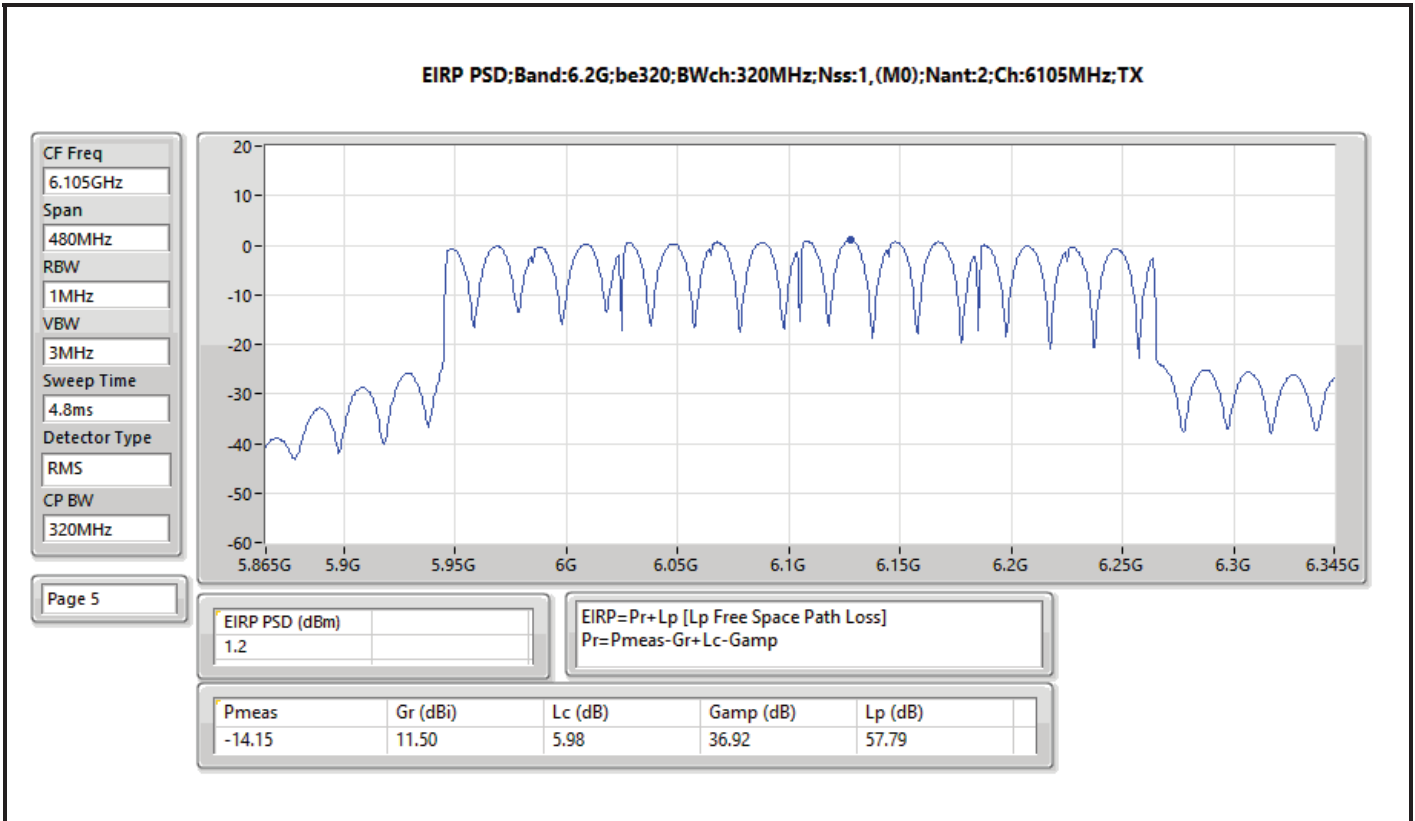 EIRP PSD;Band:6.2G;be320;BWch:320MHz;Nss:1,(M0);Nant:2;Ch:6105MHz;TX
CF Freq
6.105GHz
Span
480MHz
RBW
1MHz
VBW
3MHz
Sweep Time
4.8ms
Detector Type
RMS
CP BW
320MHz
Page 5
20
10
0
-10
-20
-30
-40
-50
-60
5.865G 5.9G 5.95G 6G 6.05G 6.1G 6.15G 6.2G 6.25G 6.3G 6.345G
EIRP PSD (dBm)
1.2
EIRP=Pr+Lp [Lp Free Space Path Loss]
Pr=Pmeas-Gr+Lc-Gamp
Pmeas Gr (dBi) Lc (dB) Gamp (dB) Lp (dB)
-14.15 11.50 5.98 36.92 57.79